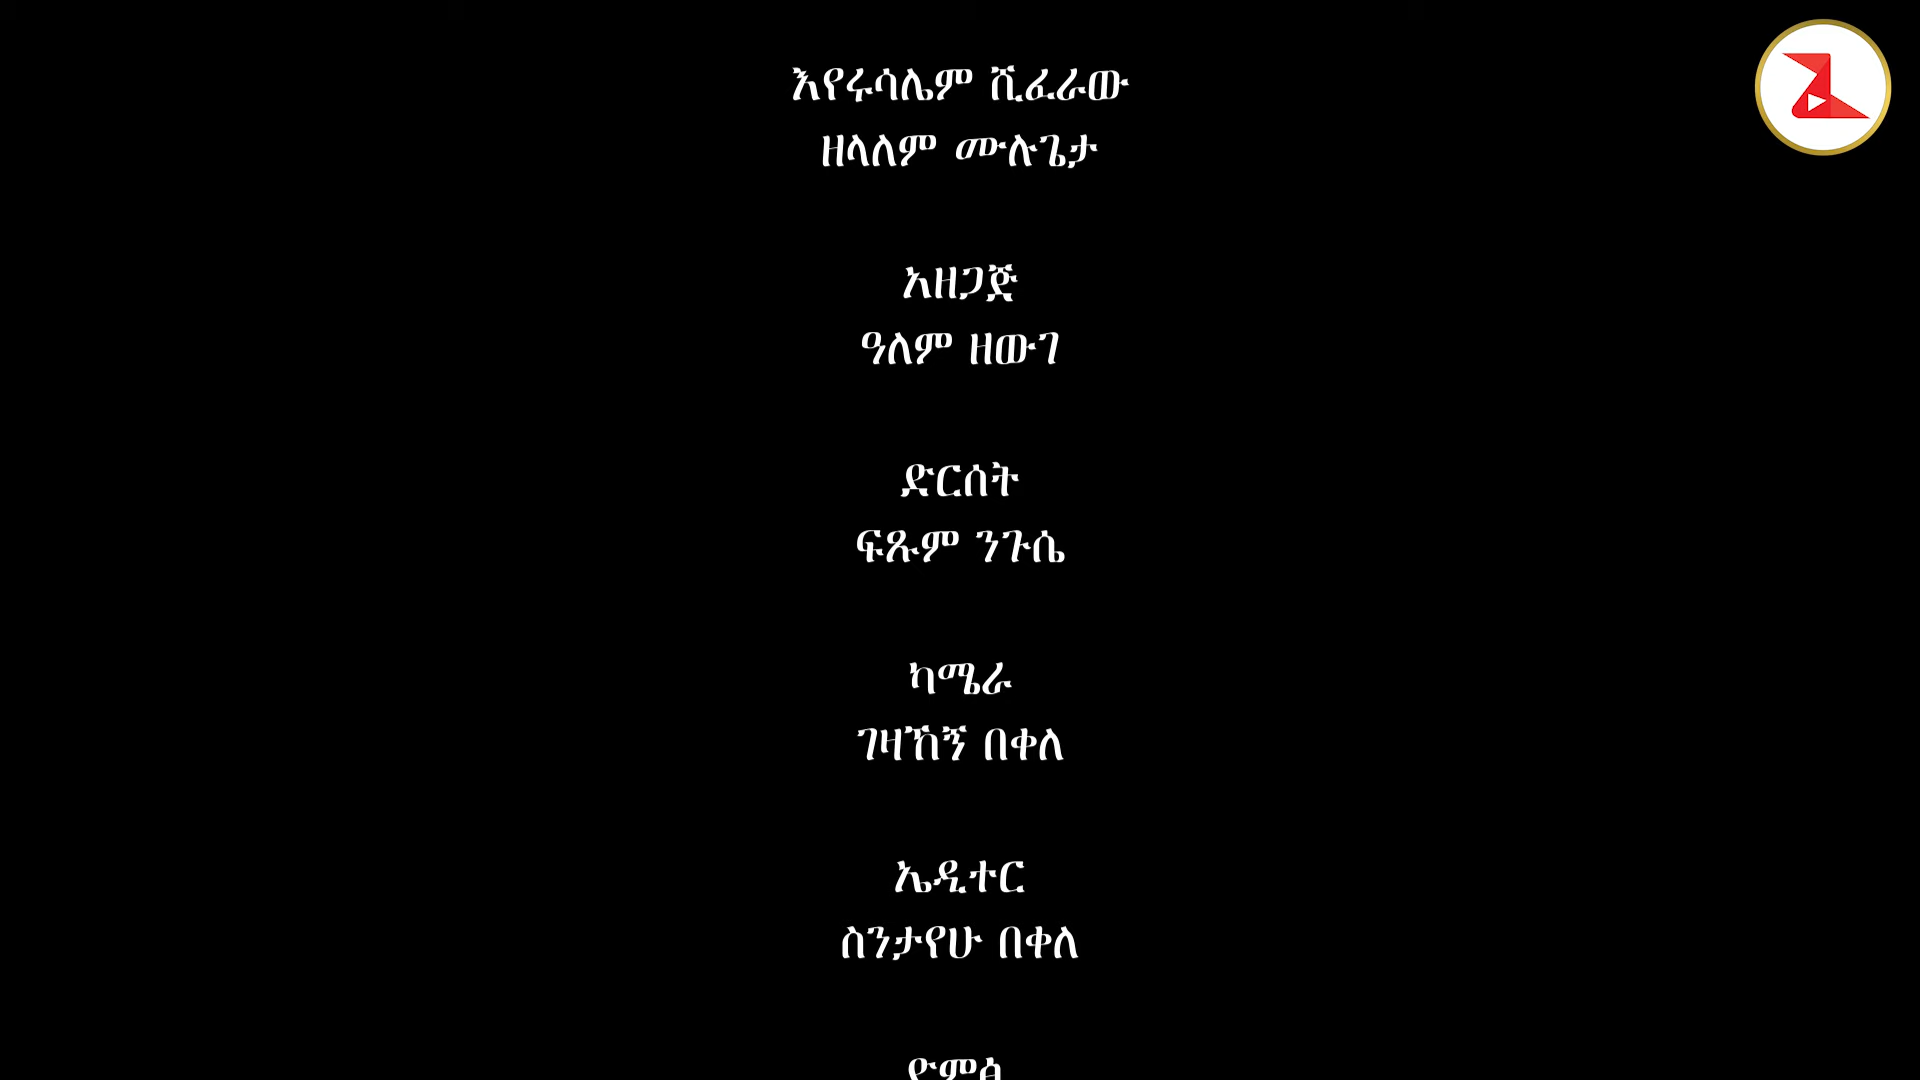 እየሩሳሌም ሺፈራው
ዘላለም ሙሉጌታ
አዘጋጅ
ዓለም ዘውገ
ድርሰት
ፍጹም ንጉሴ
ካሜራ
ገዛኸኝ በቀለ
ኤዲተር
ስንታየሁ በቀለ